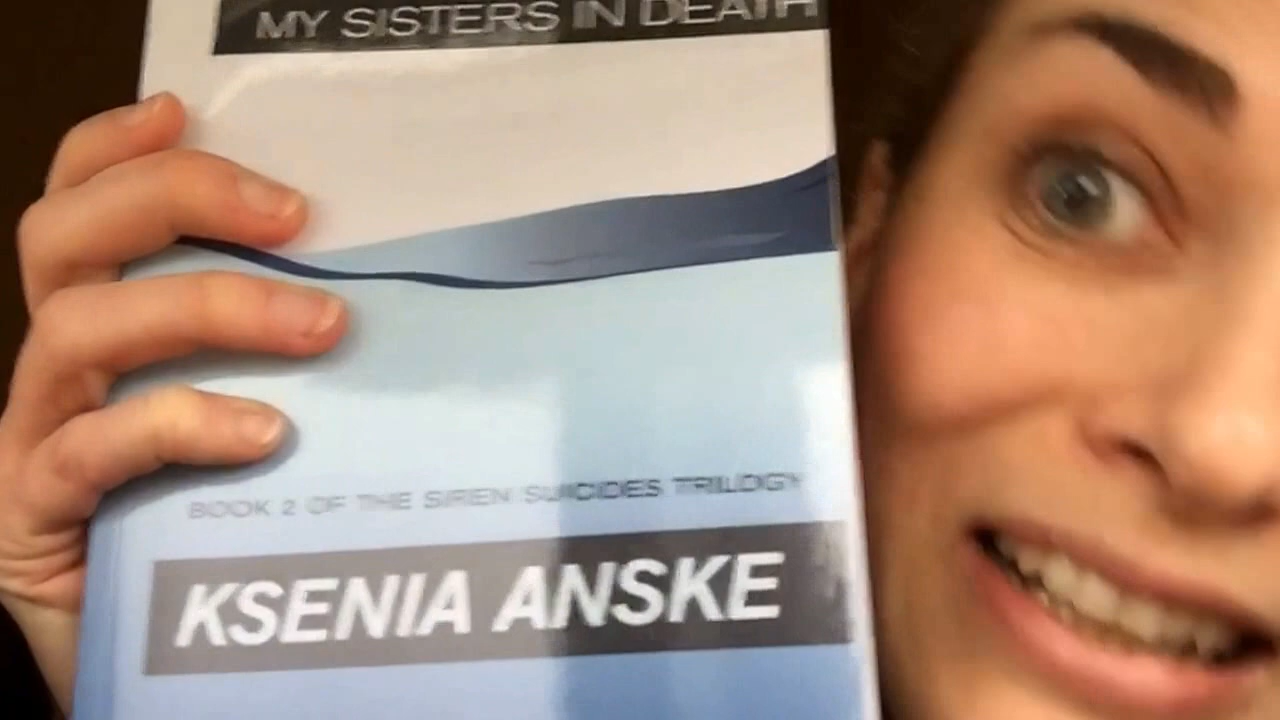 MY SISTERS IN DEATH
BOOK 2 OF THE SIREN SUICIDES TRILOGY
KSENIA ANSKE